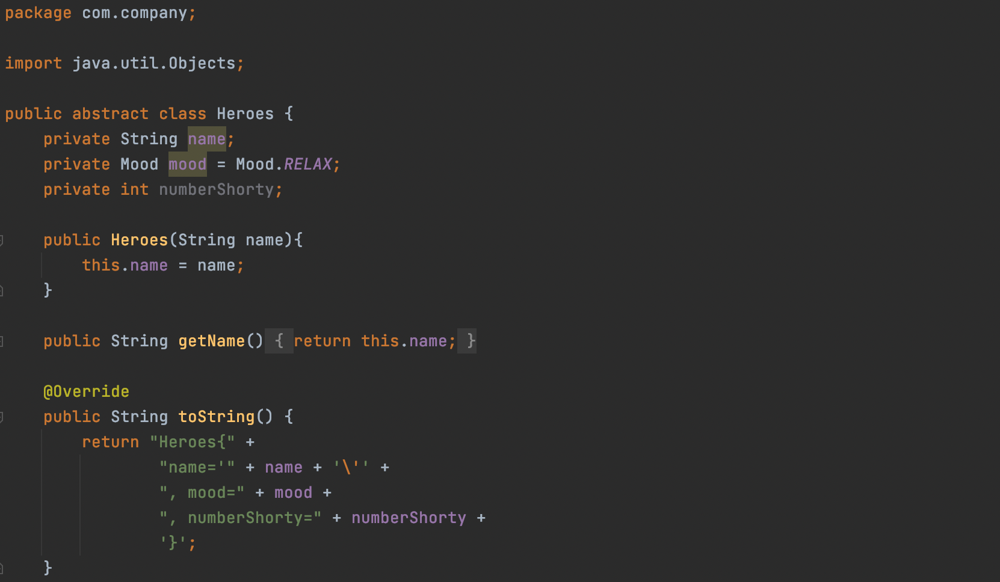 package com.company;
import java.util.Objects;
public abstract class Heroes {
private String name;
private Mood mood = Mood.RELAX;
private int numberShorty;
public Heroes(String name){
this.name = name;
}
public String getName() { return this.name; }
@Override
public String toString() {
return "Heroes{" +
"name='" + name + '\'' +
", mood=" + mood +
", numberShorty=" + numberShorty +
'}';
}